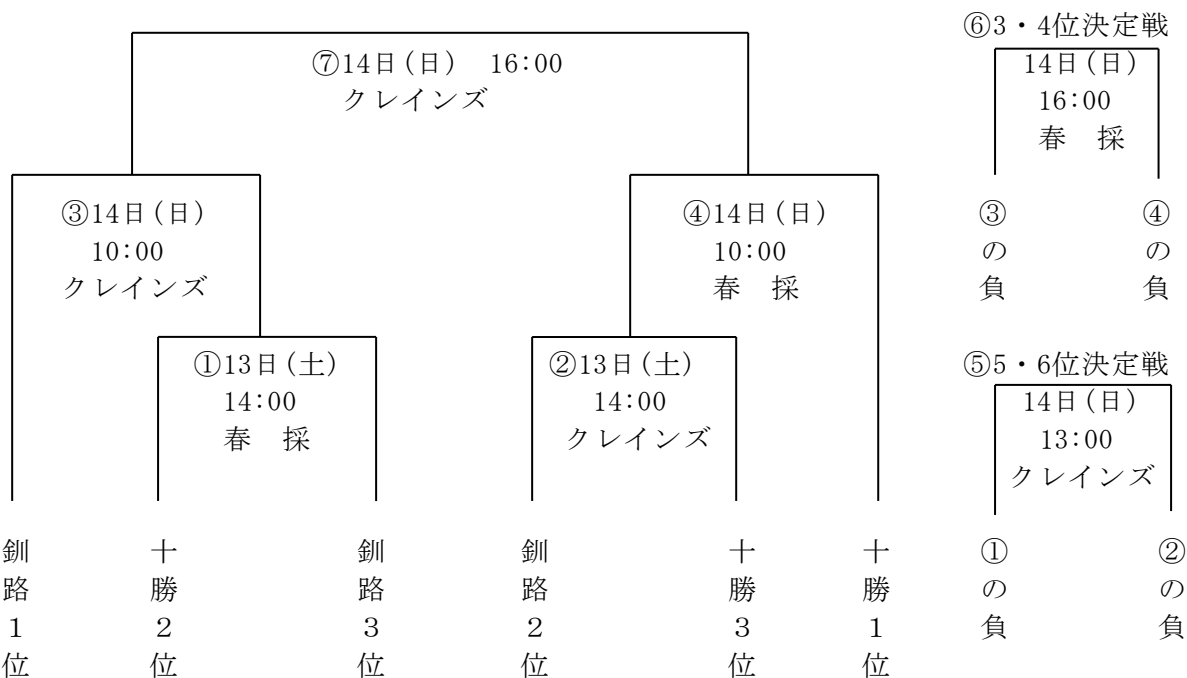 ⑥3・4位決定戦
14日(日)
16:00
春　採
③の負
④の負
⑦14日(日)　16:00
クレインズ
③14日(日)
10:00
クレインズ
④14日(日)
10:00
春　採
①13日(土)
14:00
春　採
②13日(土)
14:00
クレインズ
⑤5・6位決定戦
14日(日)
13:00
クレインズ
①の負
②の負
釧路1位
十勝2位
釧路3位
釧路2位
十勝3位
十勝1位